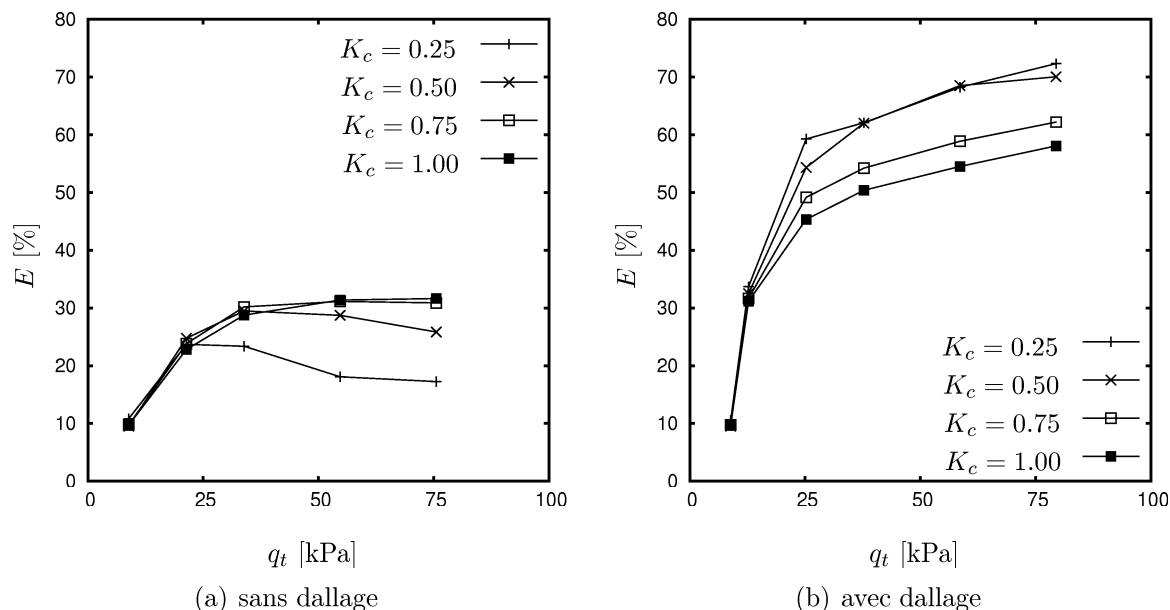 80
70
60
50
40
30
20
10
0
E [%]
K_c = 0.25
K_c = 0.50
K_c = 0.75
K_c = 1.00
0 25 50 75 100
q_t [kPa]
(a) sans dallage
80
70
60
50
40
30
20
10
0
E [%]
K_c = 0.25
K_c = 0.50
K_c = 0.75
K_c = 1.00
0 25 50 75 100
q_t [kPa]
(b) avec dallage